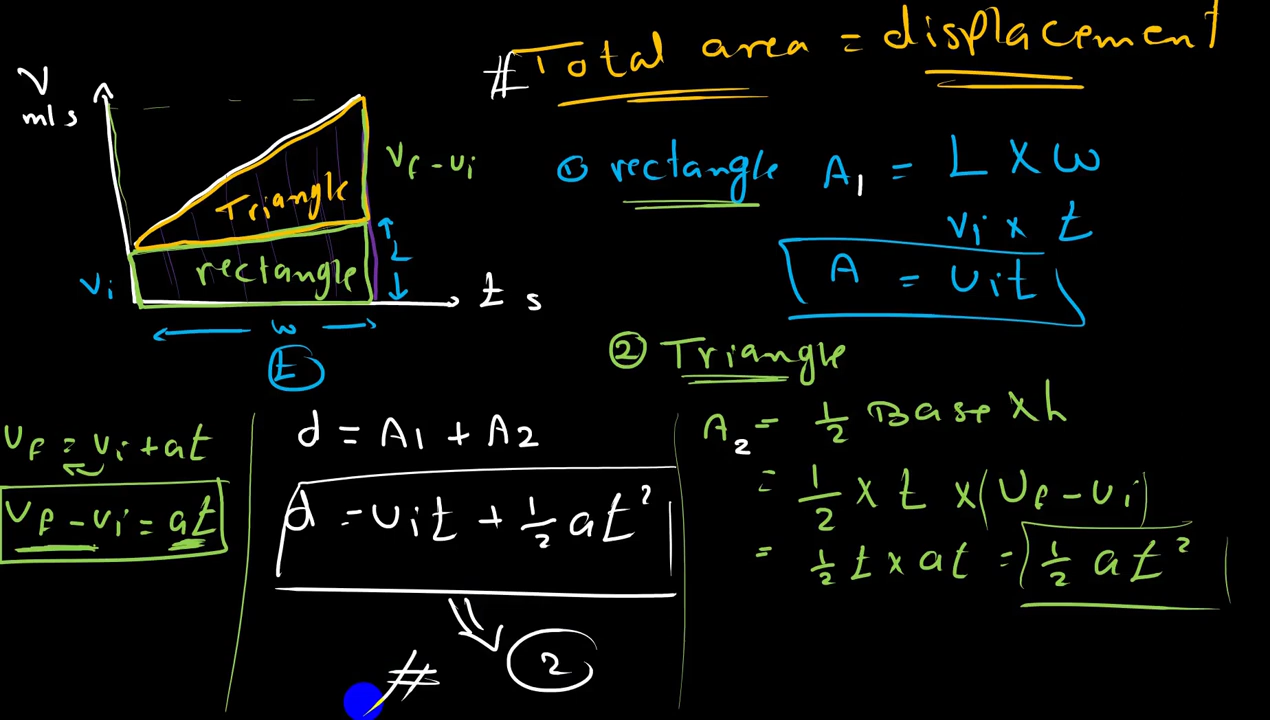 # Total area = displacement
V
m/s
Vf - vi
Triangle
rectangle
L
vi
t s
w
t
① rectangle A1 = L X w
vi x t
A = vit
② Triangle
A2 = 1/2 Base X h
= 1/2 X t X (vf - vi)
= 1/2 t x at = 1/2 at²
vf = vi + at
vf - vi = at
d = A1 + A2
d = vit + 1/2 at²
2
#